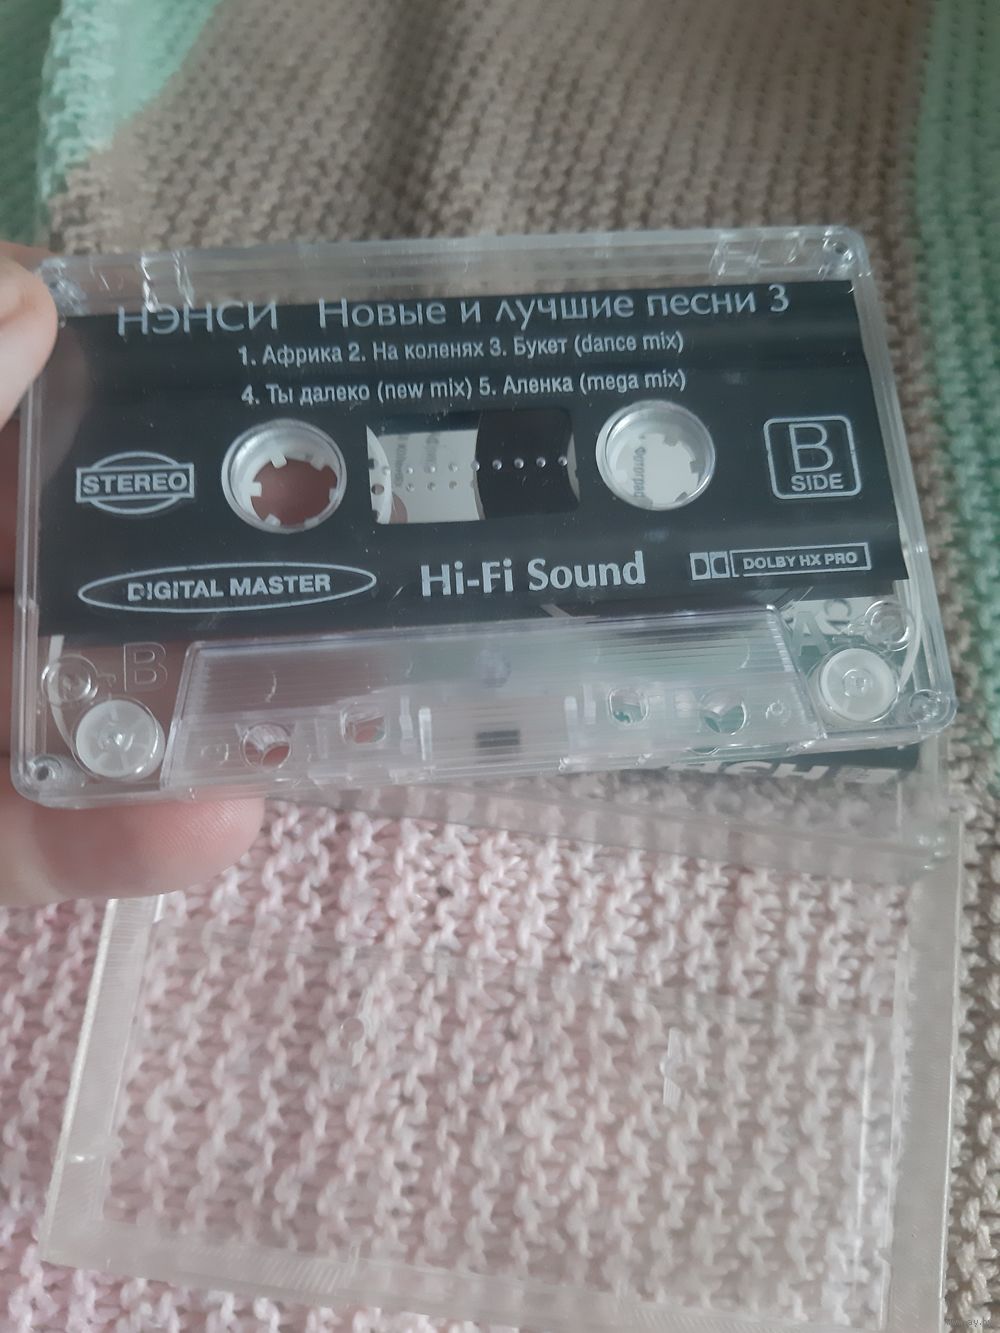 НЭНСИ Новые и лучшие песни 3
1. Африка 2. На коленях 3. Букет (dance mix)
4. Ты далеко (new mix) 5. Аленка (mega mix)
STEREO
B
SIDE
DIGITAL MASTER
Hi-Fi Sound
DOLBY HX PRO
B
A